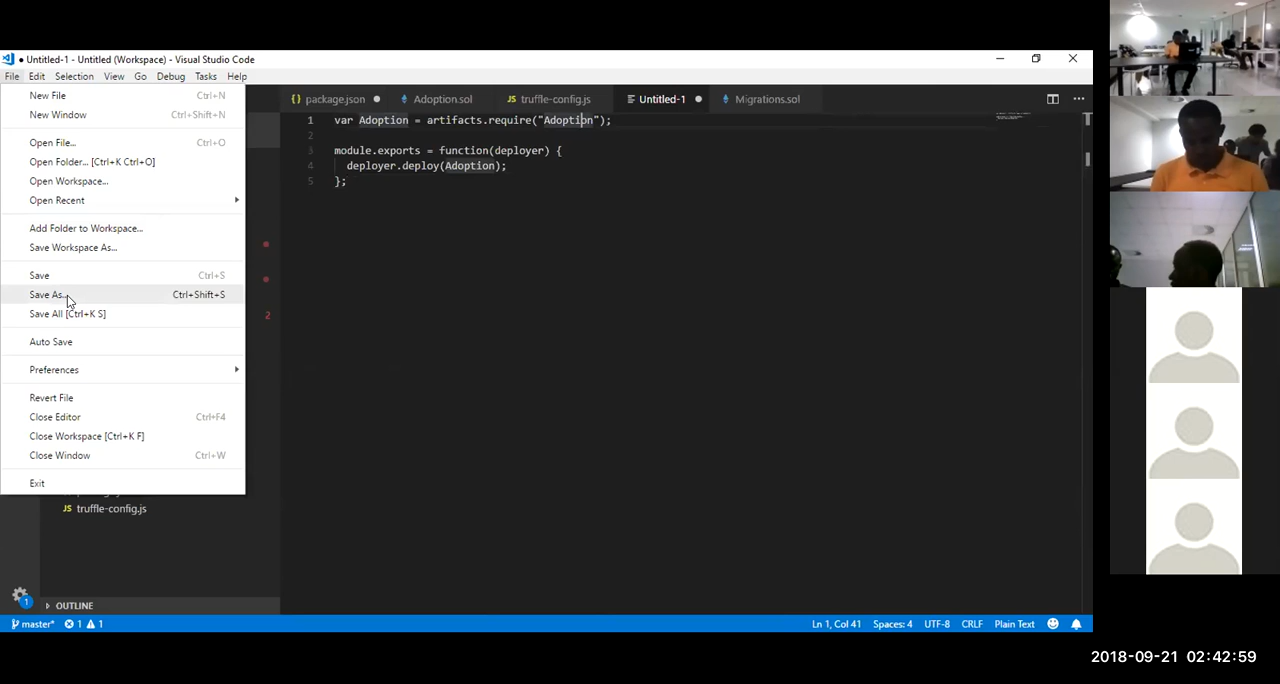 ● Untitled-1 - Untitled (Workspace) - Visual Studio Code
File Edit Selection View Go Debug Tasks Help
New File Ctrl+N
New Window Ctrl+Shift+N
Open File... Ctrl+O
Open Folder... [Ctrl+K Ctrl+O]
Open Workspace...
Open Recent
Add Folder to Workspace...
Save Workspace As...
Save Ctrl+S
Save As... Ctrl+Shift+S
Save All [Ctrl+K S]
Auto Save
Preferences
Revert File
Close Editor Ctrl+F4
Close Workspace [Ctrl+K F]
Close Window Ctrl+W
Exit
2
truffle-config.js
OUTLINE
{} package.json ● Adoption.sol JS truffle-config.js Untitled-1 ● Migrations.sol
1 var Adoption = artifacts.require("Adoption");
2
3 module.exports = function(deployer) {
4 deployer.deploy(Adoption);
5 };
1
master* 1 1 Ln 1, Col 41 Spaces: 4 UTF-8 CRLF Plain Text
2018-09-21 02:42:59